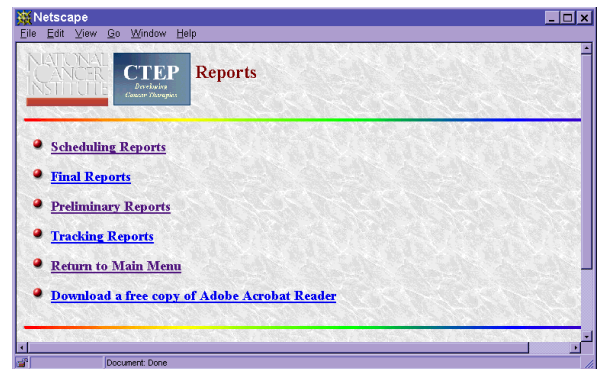 Netscape
File Edit View Go Window Help
NATIONAL
CANCER
INSTITUTE
CTEP
Developing
Cancer Therapies
Reports
Scheduling Reports
Final Reports
Preliminary Reports
Tracking Reports
Return to Main Menu
Download a free copy of Adobe Acrobat Reader
Document: Done